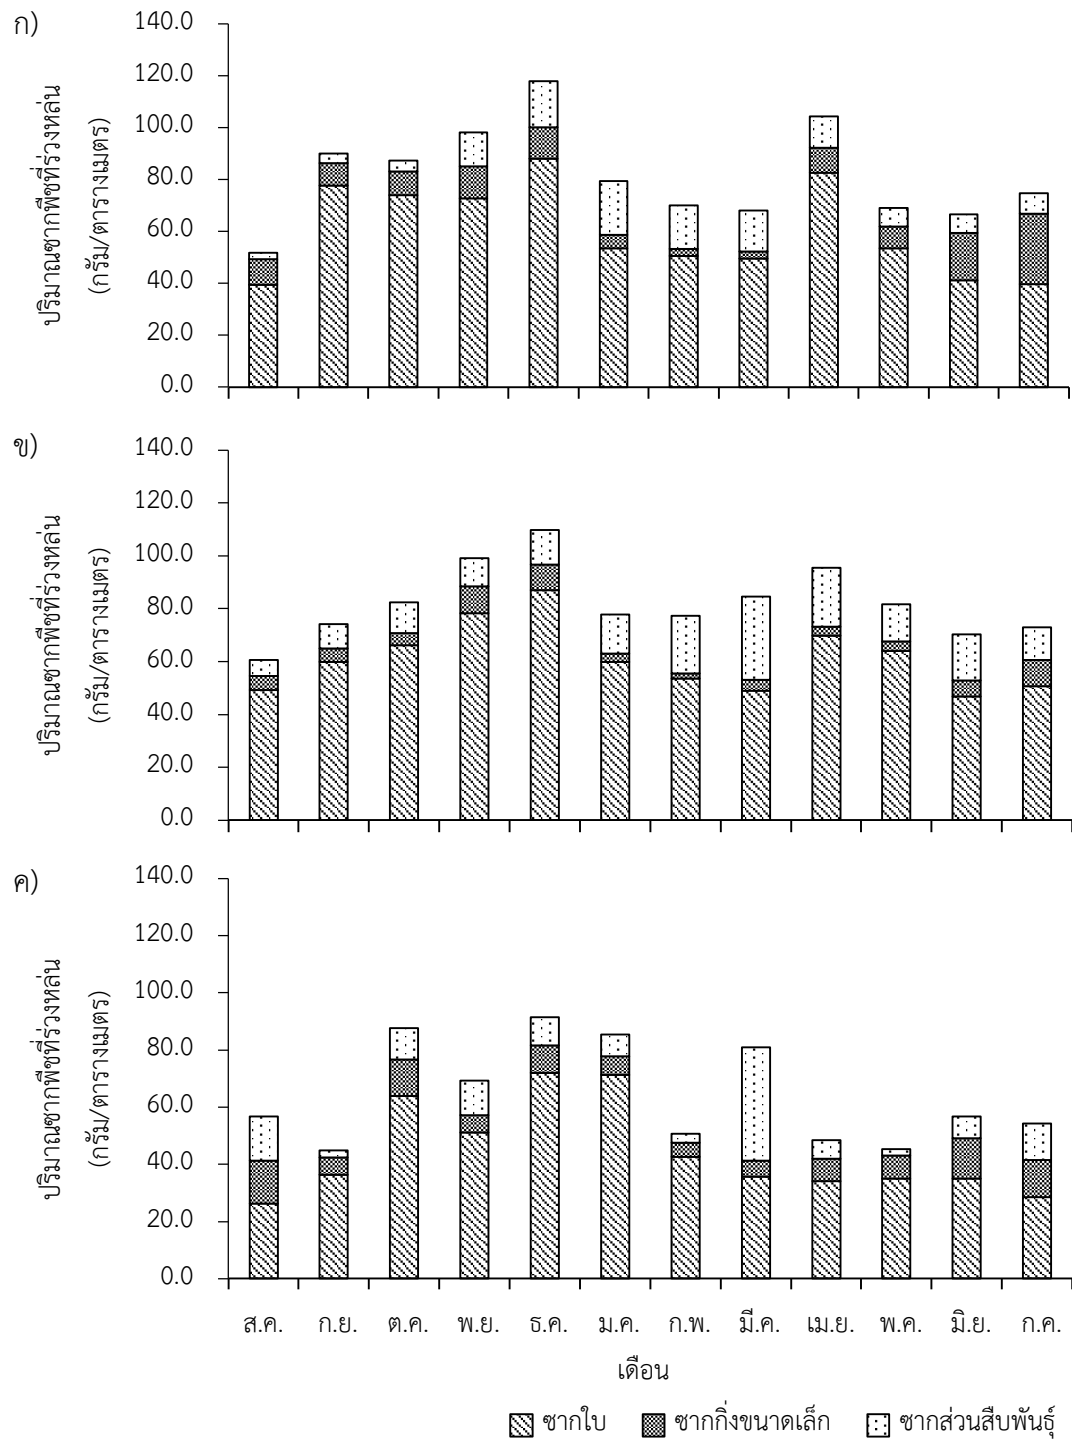 ก)
ปริมาณซากพืชที่ร่วงหล่น
(กรัม/ตารางเมตร)
140.0
120.0
100.0
80.0
60.0
40.0
20.0
0.0
ข)
ปริมาณซากพืชที่ร่วงหล่น
(กรัม/ตารางเมตร)
140.0
120.0
100.0
80.0
60.0
40.0
20.0
0.0
ค)
ปริมาณซากพืชที่ร่วงหล่น
(กรัม/ตารางเมตร)
140.0
120.0
100.0
80.0
60.0
40.0
20.0
0.0
ส.ค. ก.ย. ต.ค. พ.ย. ธ.ค. ม.ค. ก.พ. มี.ค. เม.ย. พ.ค. มิ.ย. ก.ค.
เดือน
ซากใบ ซากกิ่งขนาดเล็ก ซากส่วนสืบพันธุ์